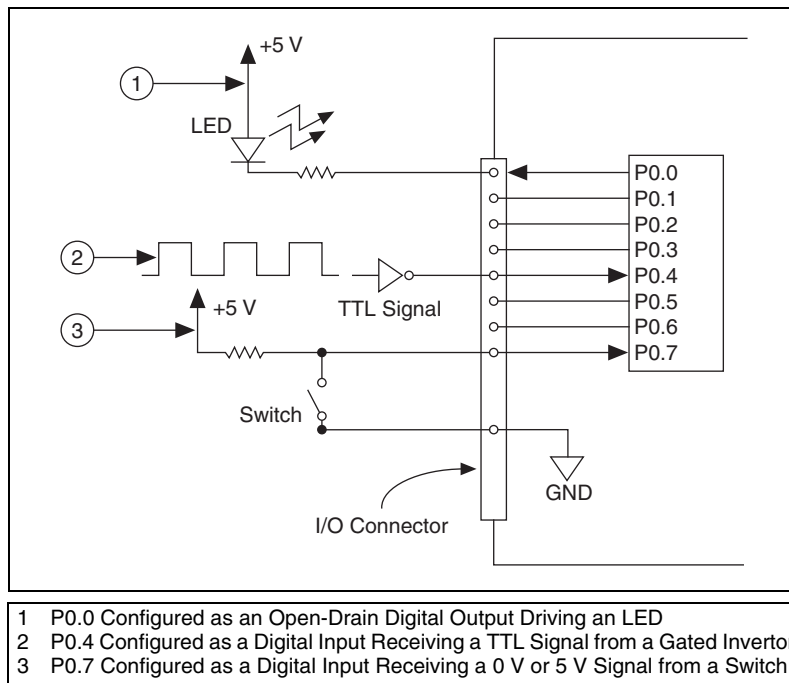 +5 V
1
LED
P0.0
P0.1
P0.2
P0.3
2
P0.4
TTL Signal
P0.5
+5 V
P0.6
3
P0.7
Switch
GND
I/O Connector
1 P0.0 Configured as an Open-Drain Digital Output Driving an LED
2 P0.4 Configured as a Digital Input Receiving a TTL Signal from a Gated
3 P0.7 Configured as a Digital Input Receiving a 0 V or 5 V Signal from a Switch